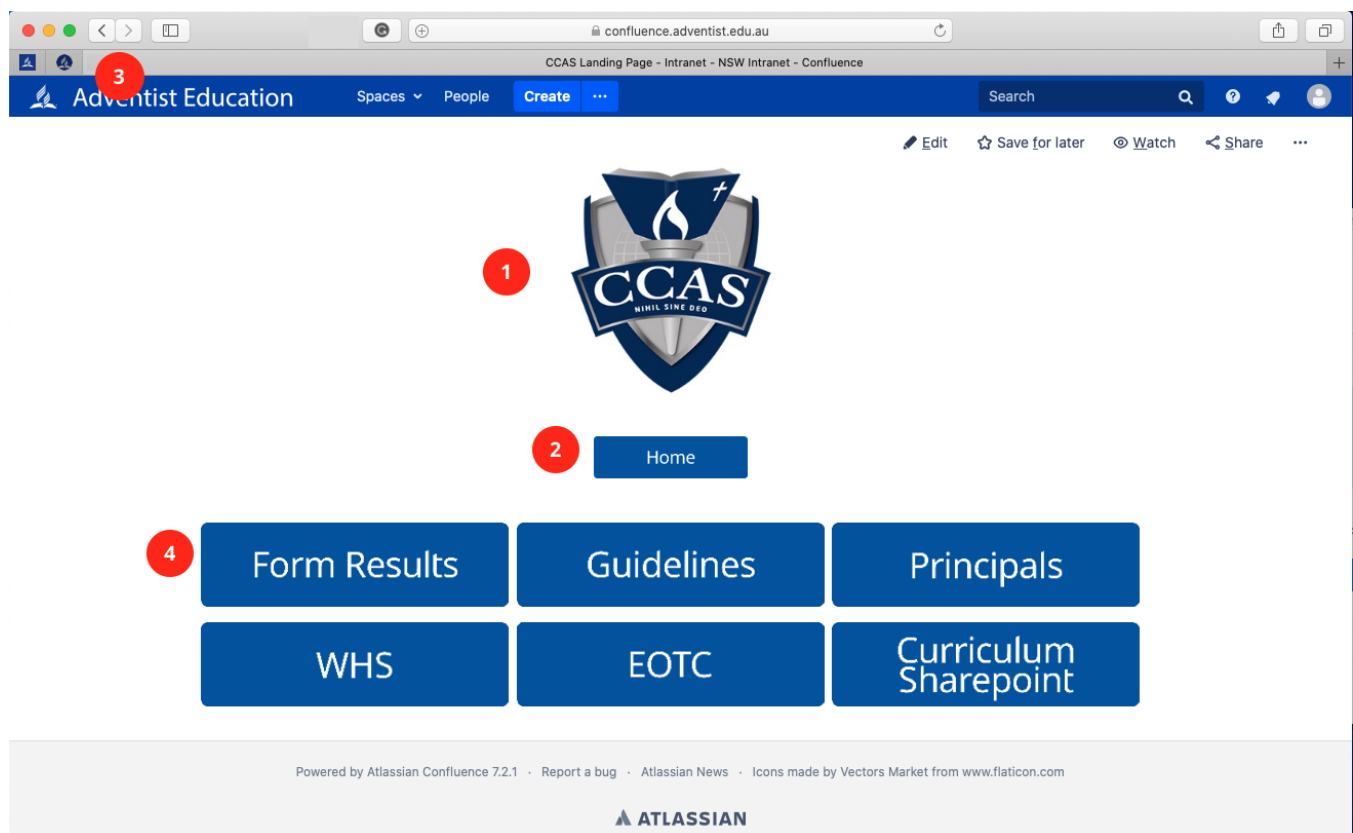 confluence.adventist.edu.au
CCAS Landing Page - Intranet - NSW Intranet - Confluence
3
Adventist Education Spaces People Create ··· Search
Edit Save for later Watch Share ···
1
CCAS
NIHIL SINE DEO
2 Home
4 Form Results Guidelines Principals
WHS EOTC Curriculum
Sharepoint
Powered by Atlassian Confluence 7.2.1 · Report a bug · Atlassian News · Icons made by Vectors Market from www.flaticon.com
ATLASSIAN